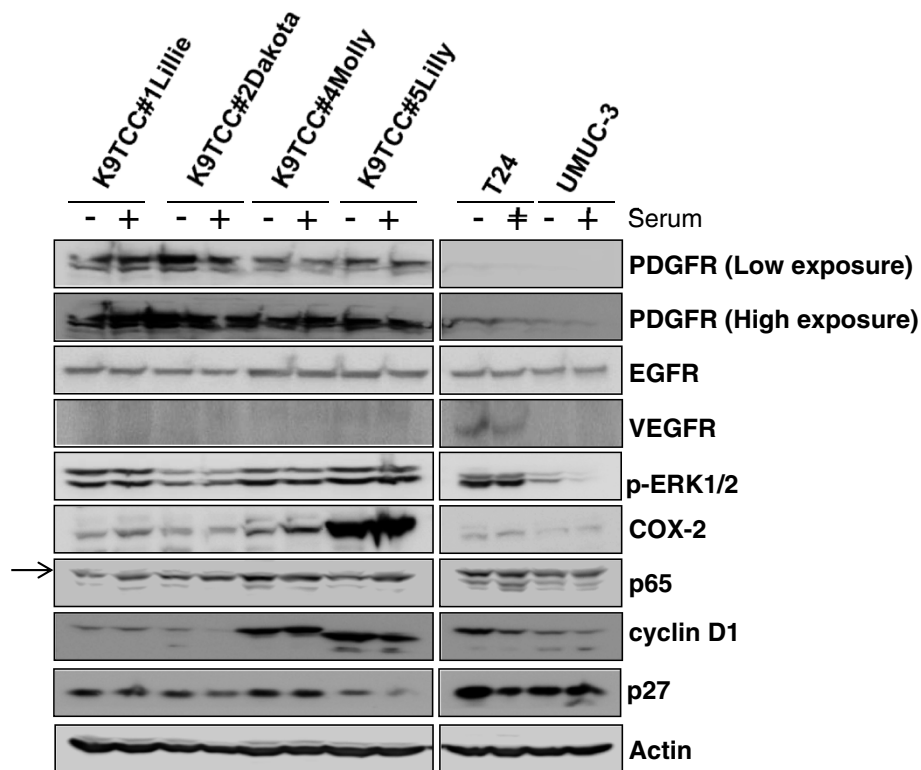 K9TCC#1Lillie
K9TCC#2Dakota
K9TCC#4Molly
K9TCC#5Lilly
T24
UMUC-3
- + - + - + - + - + - + Serum
PDGFR (Low exposure)
PDGFR (High exposure)
EGFR
VEGFR
p-ERK1/2
COX-2
p65
cyclin D1
p27
Actin